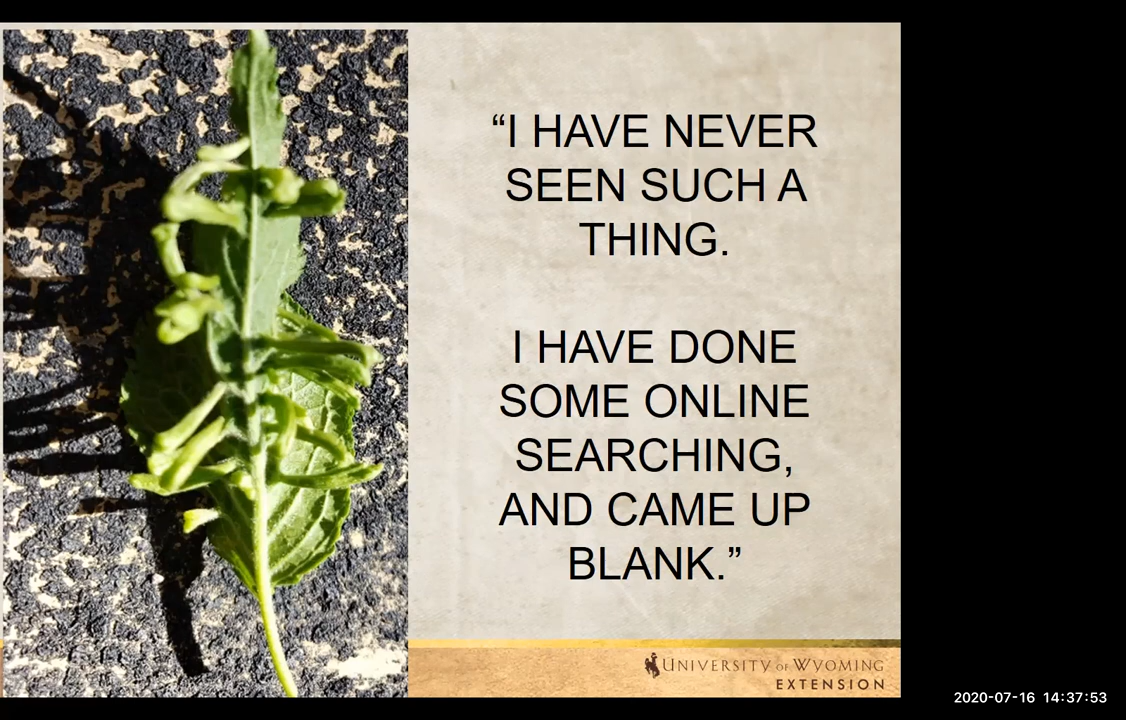 “I HAVE NEVER
SEEN SUCH A
THING.
I HAVE DONE
SOME ONLINE
SEARCHING,
AND CAME UP
BLANK.”
UNIVERSITY OF WYOMING
EXTENSION
2020-07-16 14:37:53